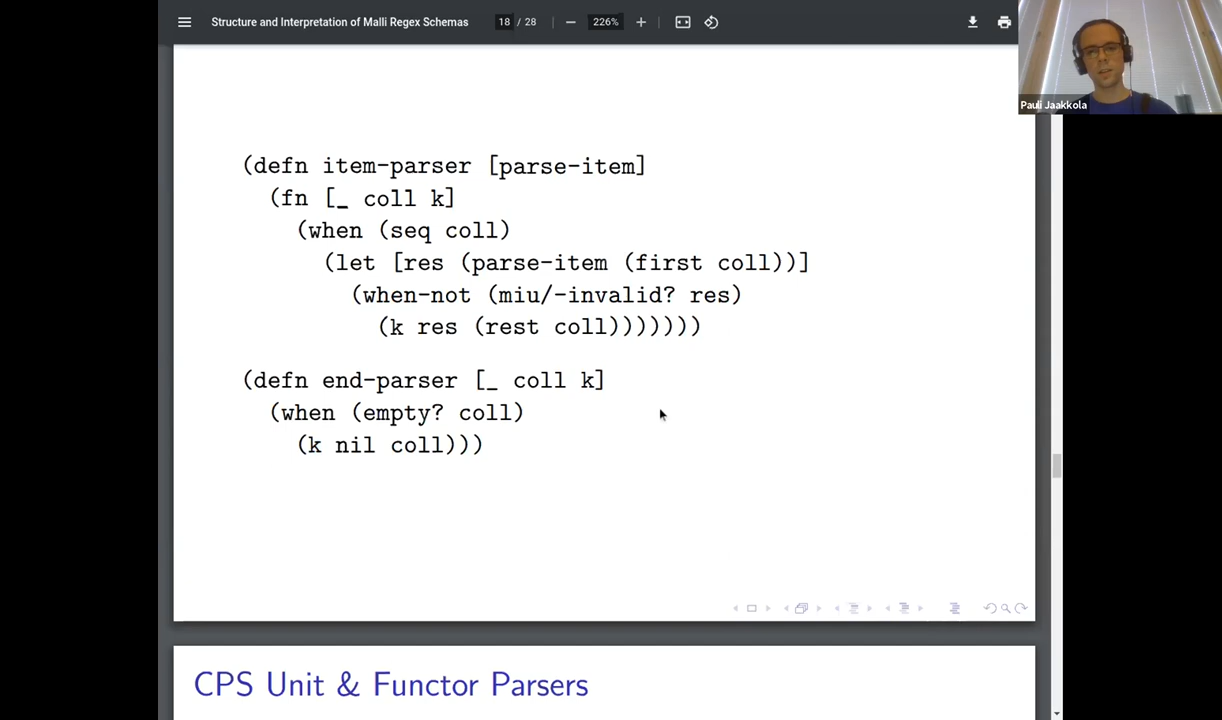 Structure and Interpretation of Malli Regex Schemas
18 / 28
226%
Pauli Jaakkola
(defn item-parser [parse-item]
(fn [_ coll k]
(when (seq coll)
(let [res (parse-item (first coll))]
(when-not (miu/-invalid? res)
(k res (rest coll)))))))
(defn end-parser [_ coll k]
(when (empty? coll)
(k nil coll)))
CPS Unit & Functor Parsers